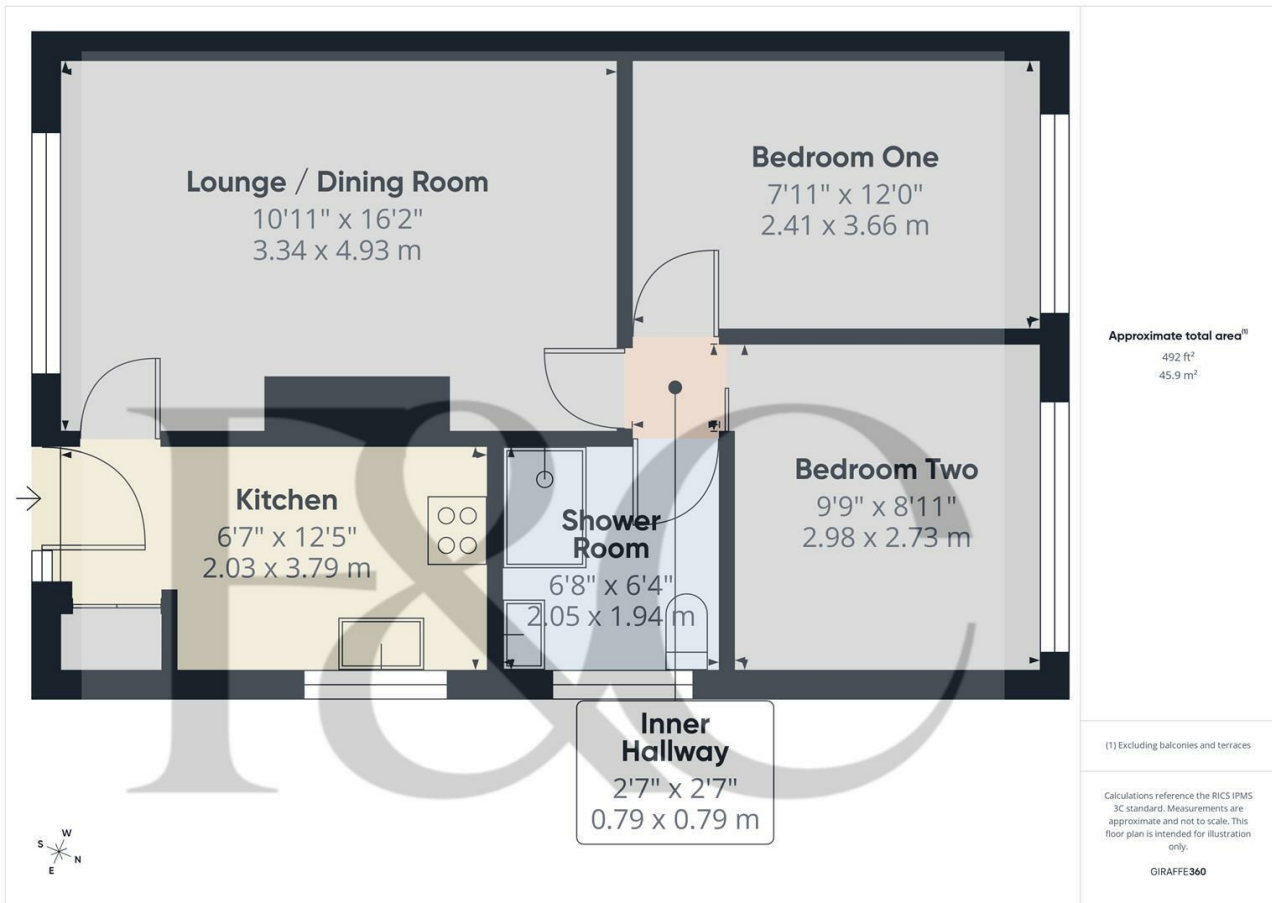 Lounge / Dining Room
10'11" x 16'2"
3.34 x 4.93 m
Bedroom One
7'11" x 12'0"
2.41 x 3.66 m
Kitchen
6'7" x 12'5"
2.03 x 3.79 m
Shower
Room
6'8" x 6'4"
2.05 x 1.94 m
Bedroom Two
9'9" x 8'11"
2.98 x 2.73 m
Inner
Hallway
2'7" x 2'7"
0.79 x 0.79 m
F&C
W
S
N
E
Approximate total area(1)
492 ft²
45.9 m²
(1) Excluding balconies and terraces
Calculations reference the RICS IPMS
3C standard. Measurements are
approximate and not to scale. This
floor plan is intended for illustration
only.
GIRAFFE360